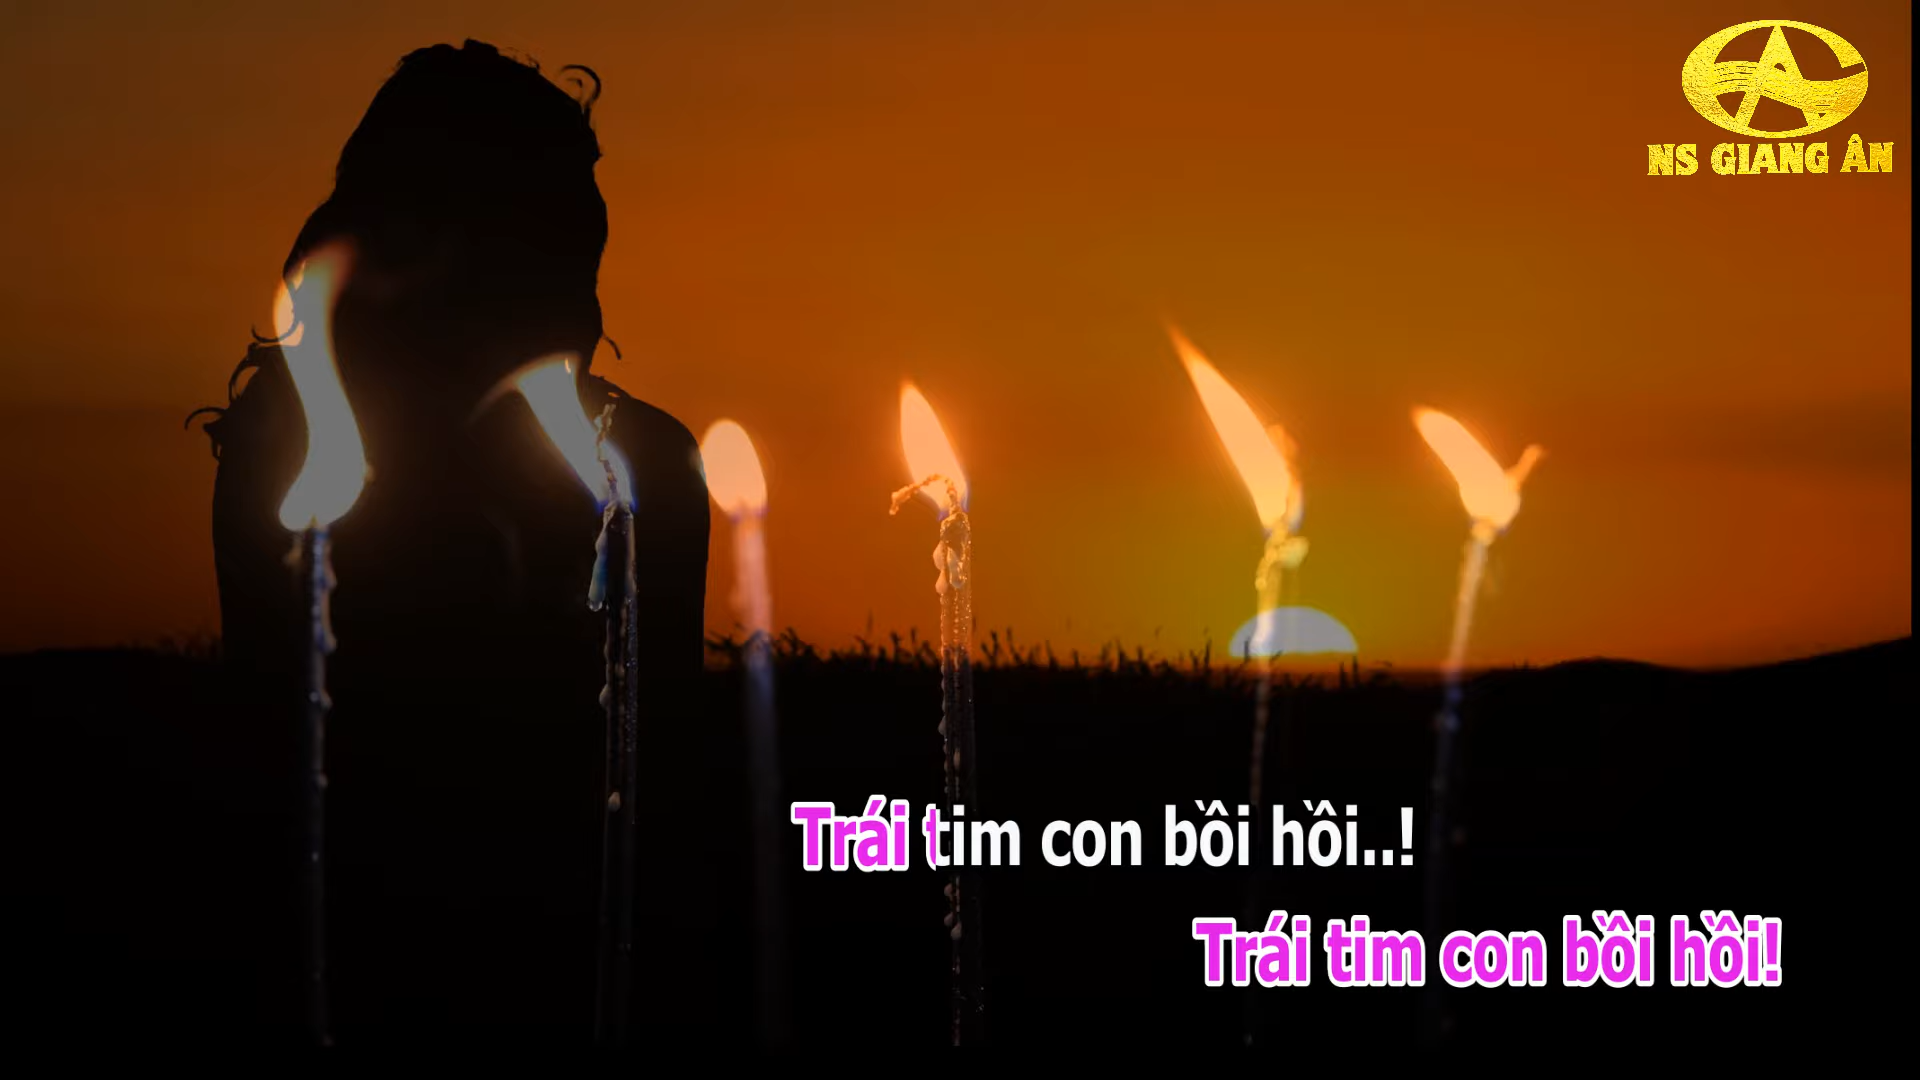 NS GIANG ÂN
Trái tim con bồi hồi..!
Trái tim con bồi hồi!